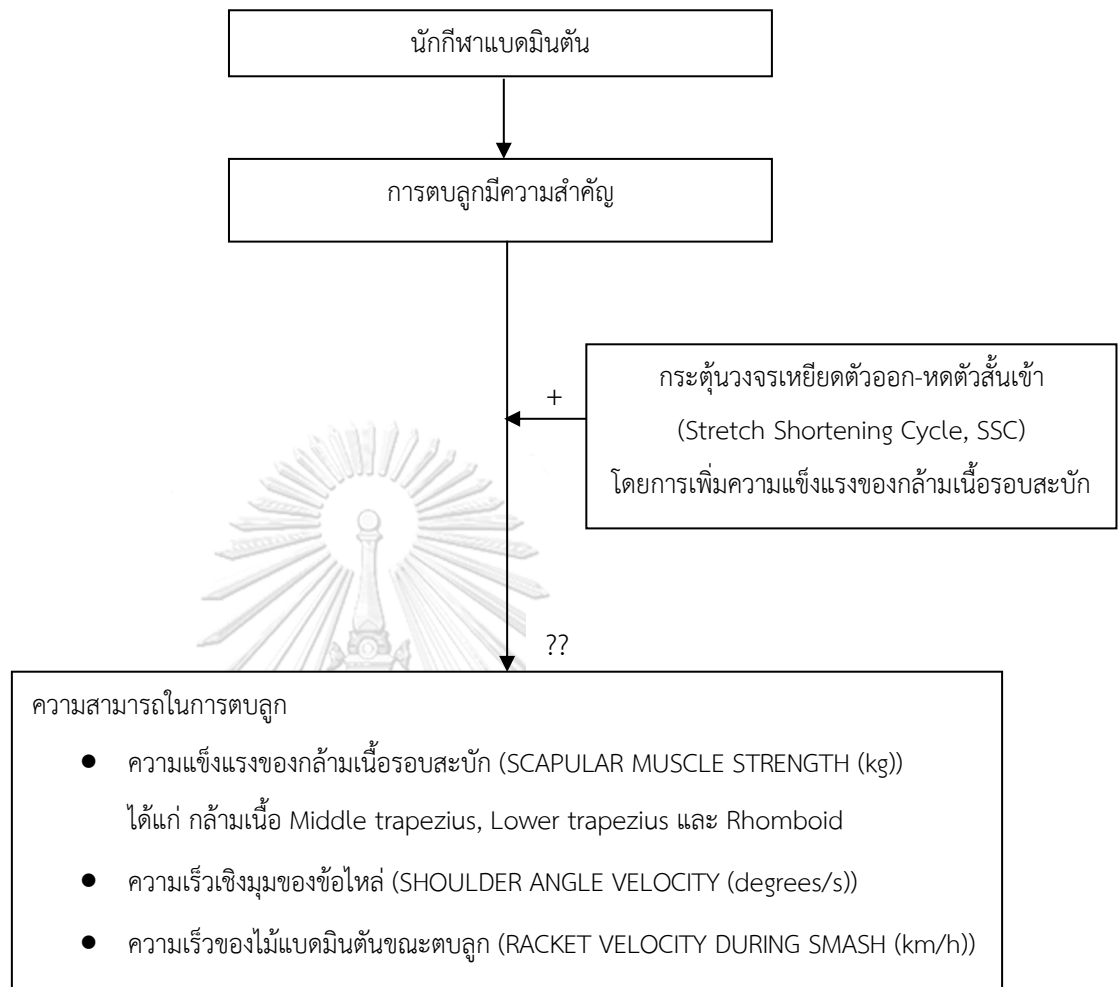 นักกีฬาแบดมินตัน
การตบลูกมีความสำคัญ
กระตุ้นวงจรเหยียดตัวออก-หดตัวสั้นเข้า
+
(Stretch Shortening Cycle, SSC)
โดยการเพิ่มความแข็งแรงของกล้ามเนื้อรอบสะบัก
??
ความสามารถในการตบลูก
● ความแข็งแรงของกล้ามเนื้อรอบสะบัก (SCAPULAR MUSCLE STRENGTH (kg))
ได้แก่ กล้ามเนื้อ Middle trapezius, Lower trapezius และ Rhomboid
● ความเร็วเชิงมุมของข้อไหล่ (SHOULDER ANGLE VELOCITY (degrees/s))
● ความเร็วของไม้แบดมินตันขณะตบลูก (RACKET VELOCITY DURING SMASH (km/h))